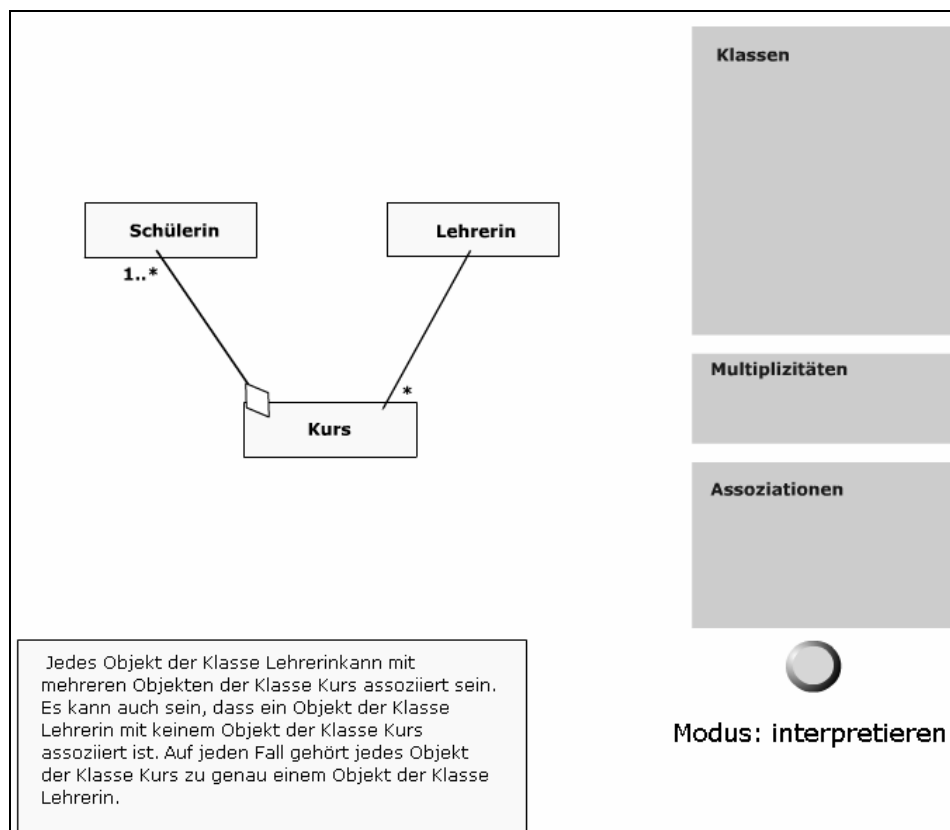 Klassen
Schülerin
Lehrerin
1..*
Multiplizitäten
*
Kurs
Assoziationen
Jedes Objekt der Klasse Lehrerinkann mit
mehreren Objekten der Klasse Kurs assoziiert sein.
Es kann auch sein, dass ein Objekt der Klasse
Lehrerin mit keinem Objekt der Klasse Kurs
assoziiert ist. Auf jeden Fall gehört jedes Objekt
der Klasse Kurs zu genau einem Objekt der Klasse
Lehrerin.
Modus: interpretieren